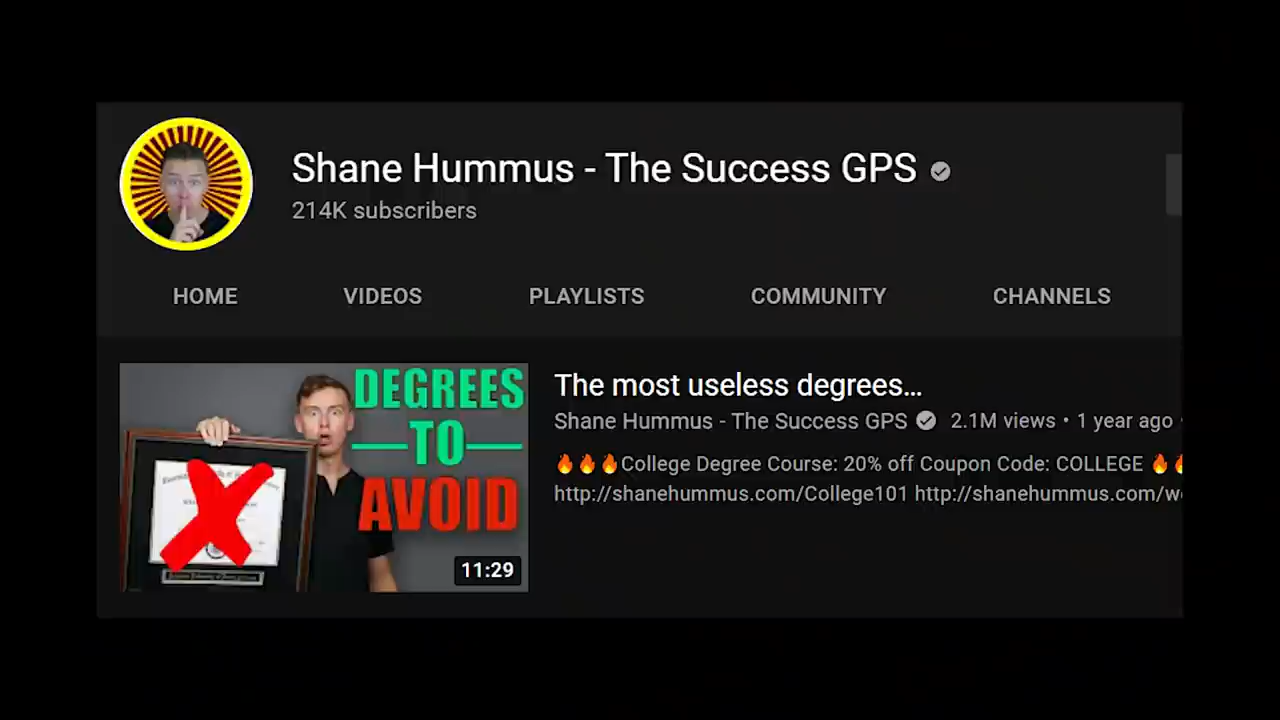 Shane Hummus - The Success GPS
214K subscribers
HOME VIDEOS PLAYLISTS COMMUNITY CHANNELS
DEGREES
TO
AVOID
11:29
The most useless degrees...
Shane Hummus - The Success GPS 2.1M views • 1 year ago •
🔥🔥🔥College Degree Course: 20% off Coupon Code: COLLEGE 🔥🔥
http://shanehummus.com/College101 http://shanehummus.com/w